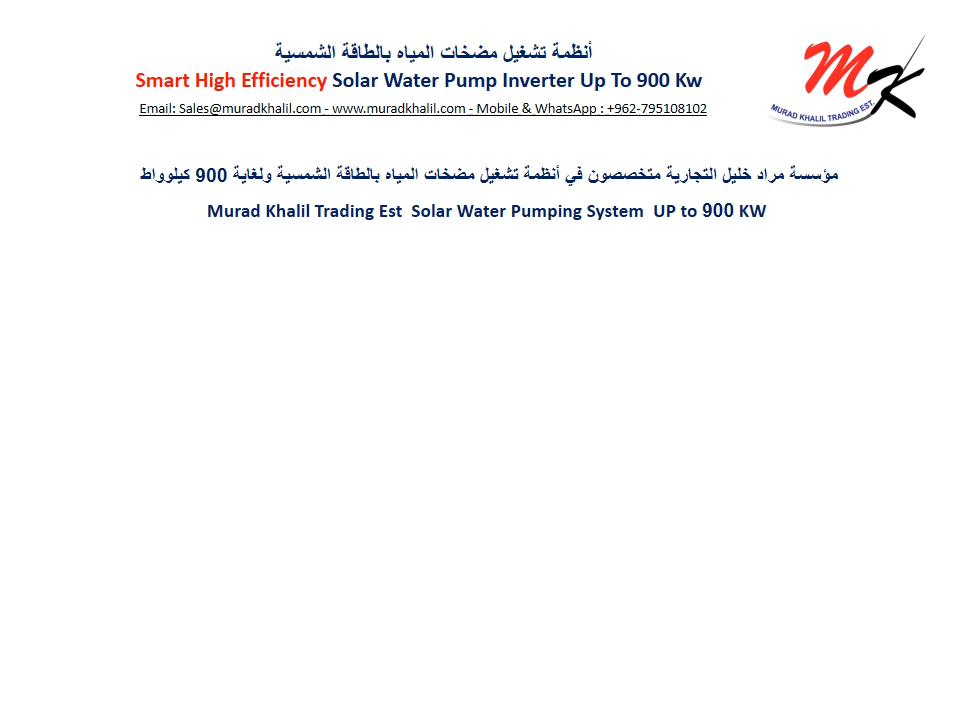 أنظمة تشغيل مضخات المياه بالطاقة الشمسية
Smart High Efficiency Solar Water Pump Inverter Up To 900 Kw
Email: Sales@muradkhalil.com - www.muradkhalil.com - Mobile & WhatsApp : +962-795108102
MK
MURAD KHALIL TRADING EST.
مؤسسة مراد خليل التجارية متخصصون في أنظمة تشغيل مضخات المياه بالطاقة الشمسية ولغاية 900 كيلوواط
Murad Khalil Trading Est Solar Water Pumping System UP to 900 KW